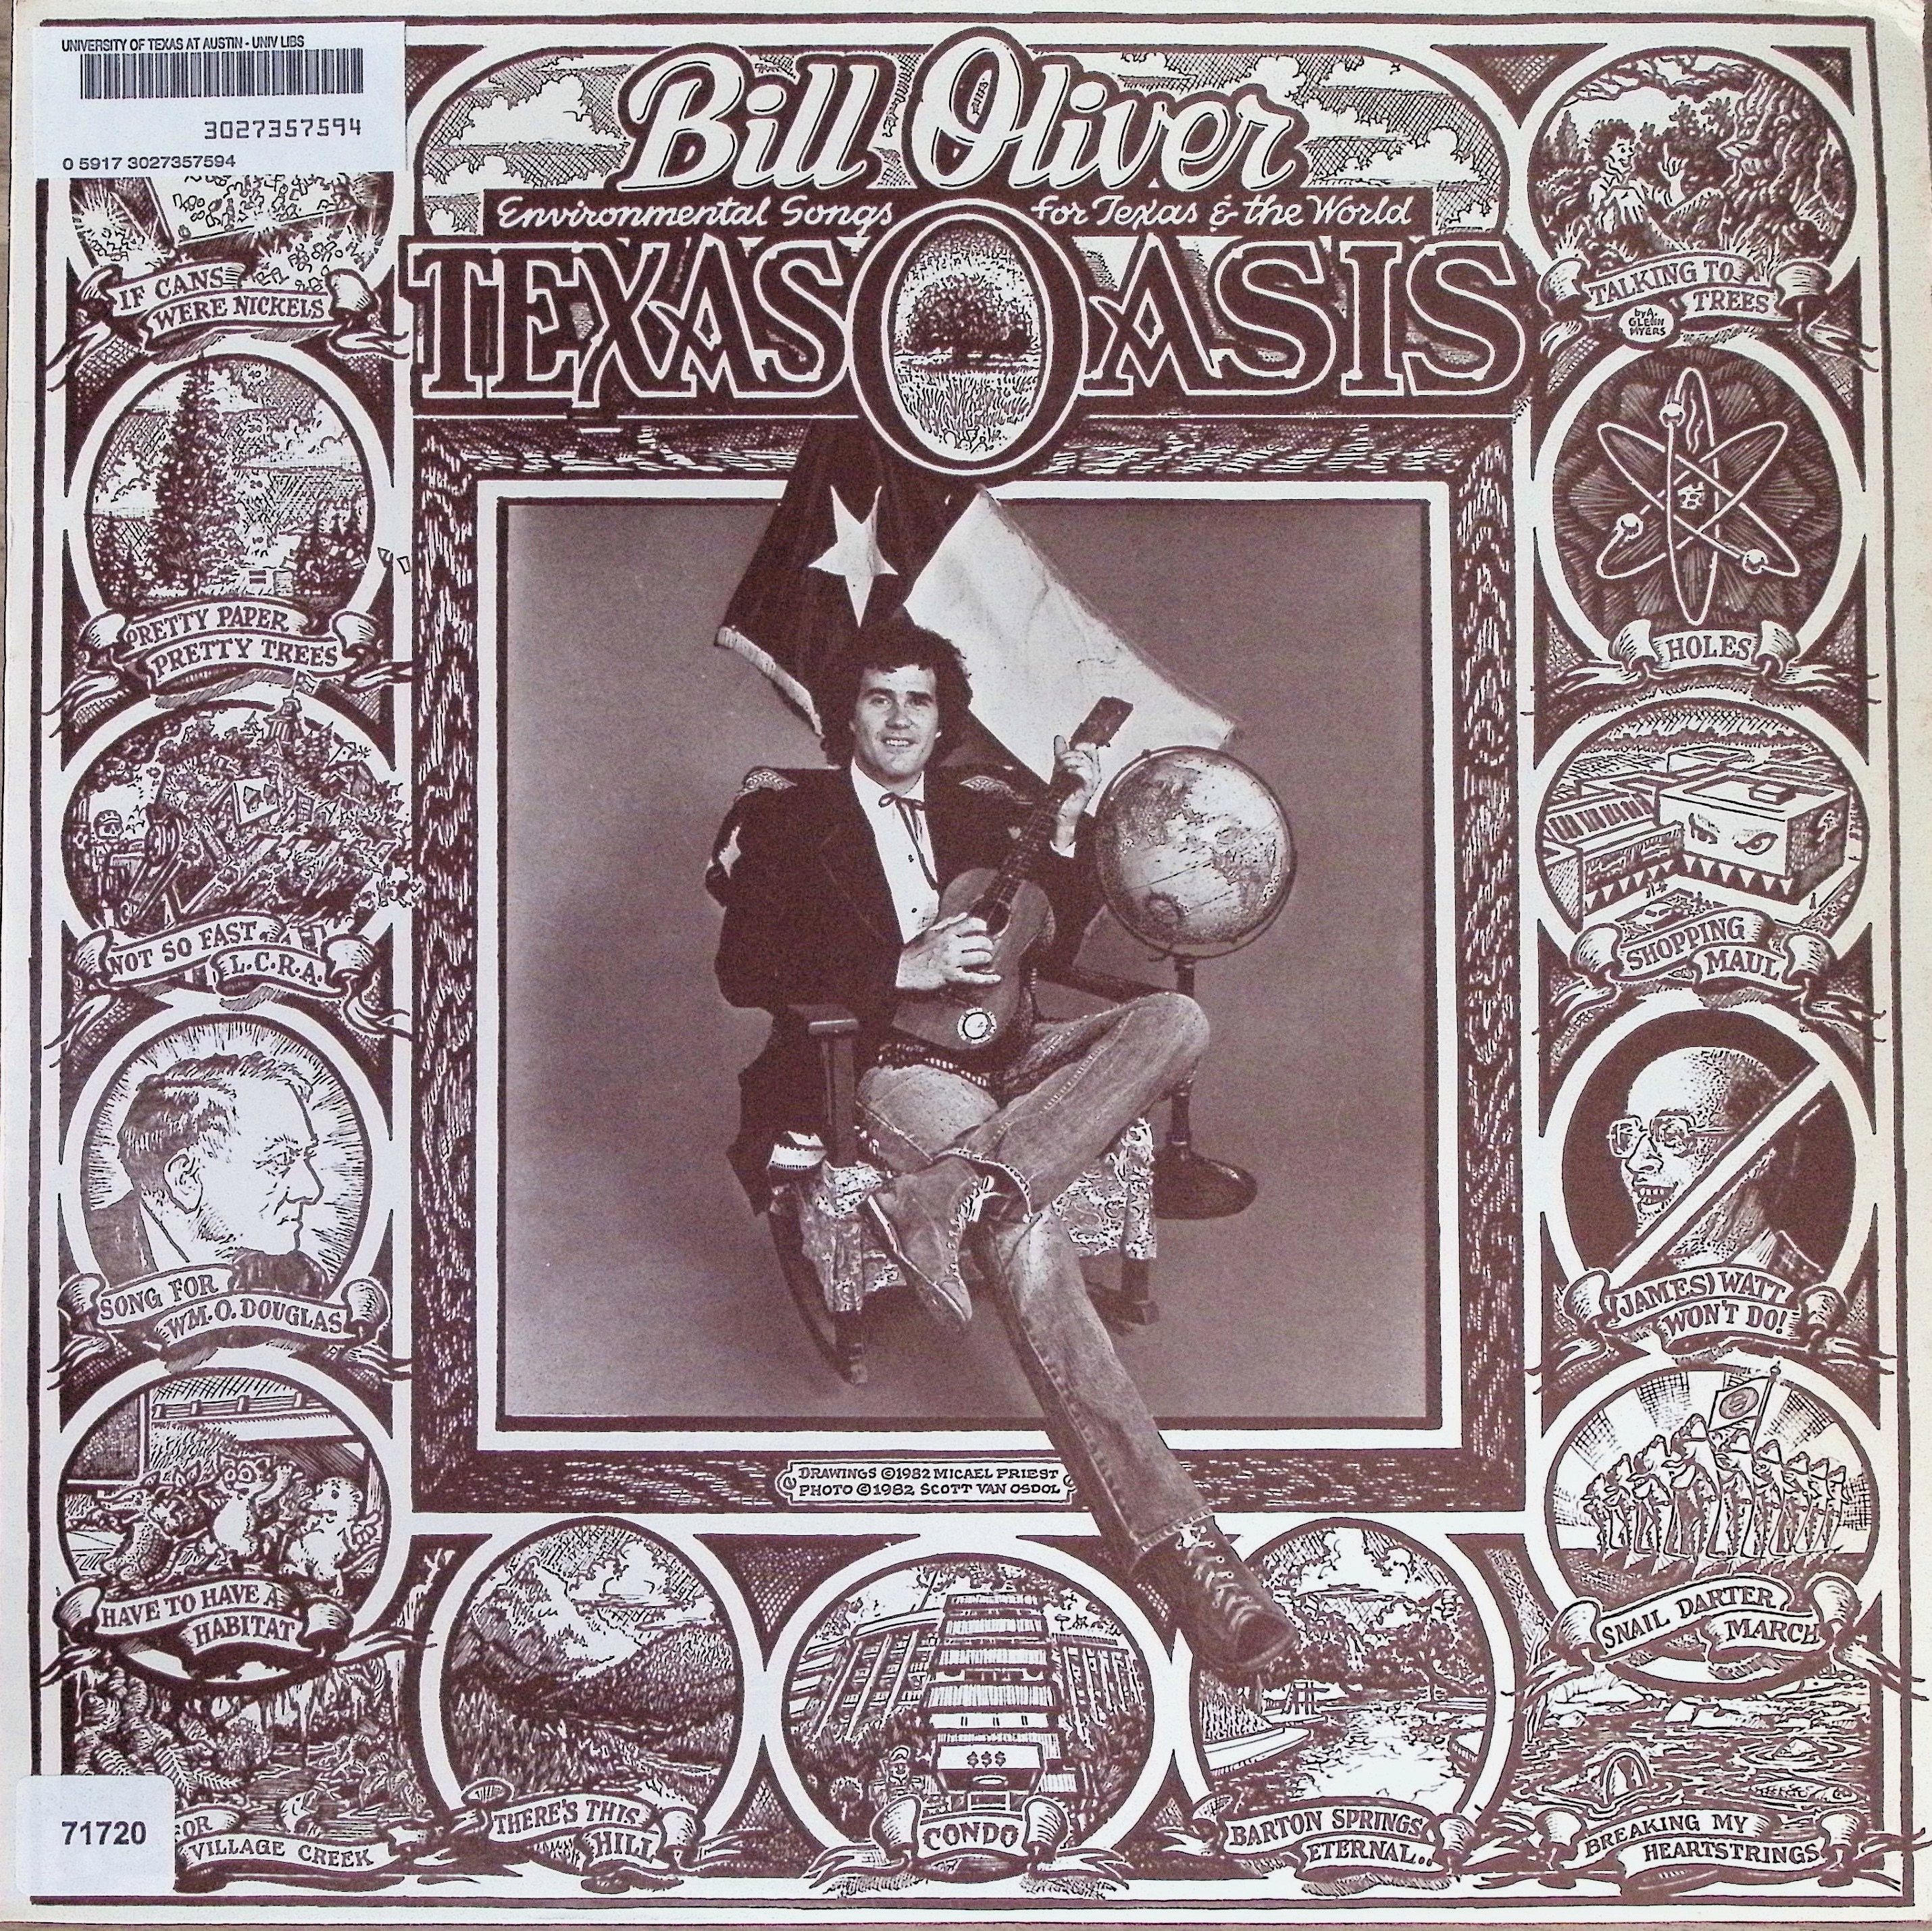 UNIVERSITY OF TEXAS AT AUSTIN - UNIV LIBS
3027357594
0 5917 3027357594
Bill Oliver
Environmental Songs for Texas & the World
TEXAS OASIS
IF CANS
WERE NICKELS
PRETTY PAPER
PRETTY TREES
NOT SO FAST
L.C.R.A.
SONG FOR
WM. O. DOUGLAS
HAVE TO HAVE A
HABITAT
71720
OR
VILLAGE CREEK
THERE'S THIS
HILL
$$$
CONDO
BARTON SPRINGS
ETERNAL..
BREAKING MY
HEARTSTRINGS
TALKING TO
TREES
by A.
GLENN
MYERS
HOLES
SHOPPING
MAUL
(JAMES) WATT
WON'T DO!
SNAIL DARTER
MARCH
DRAWINGS ©1982 MICAEL PRIEST
PHOTO ©1982 SCOTT VAN OSDOL